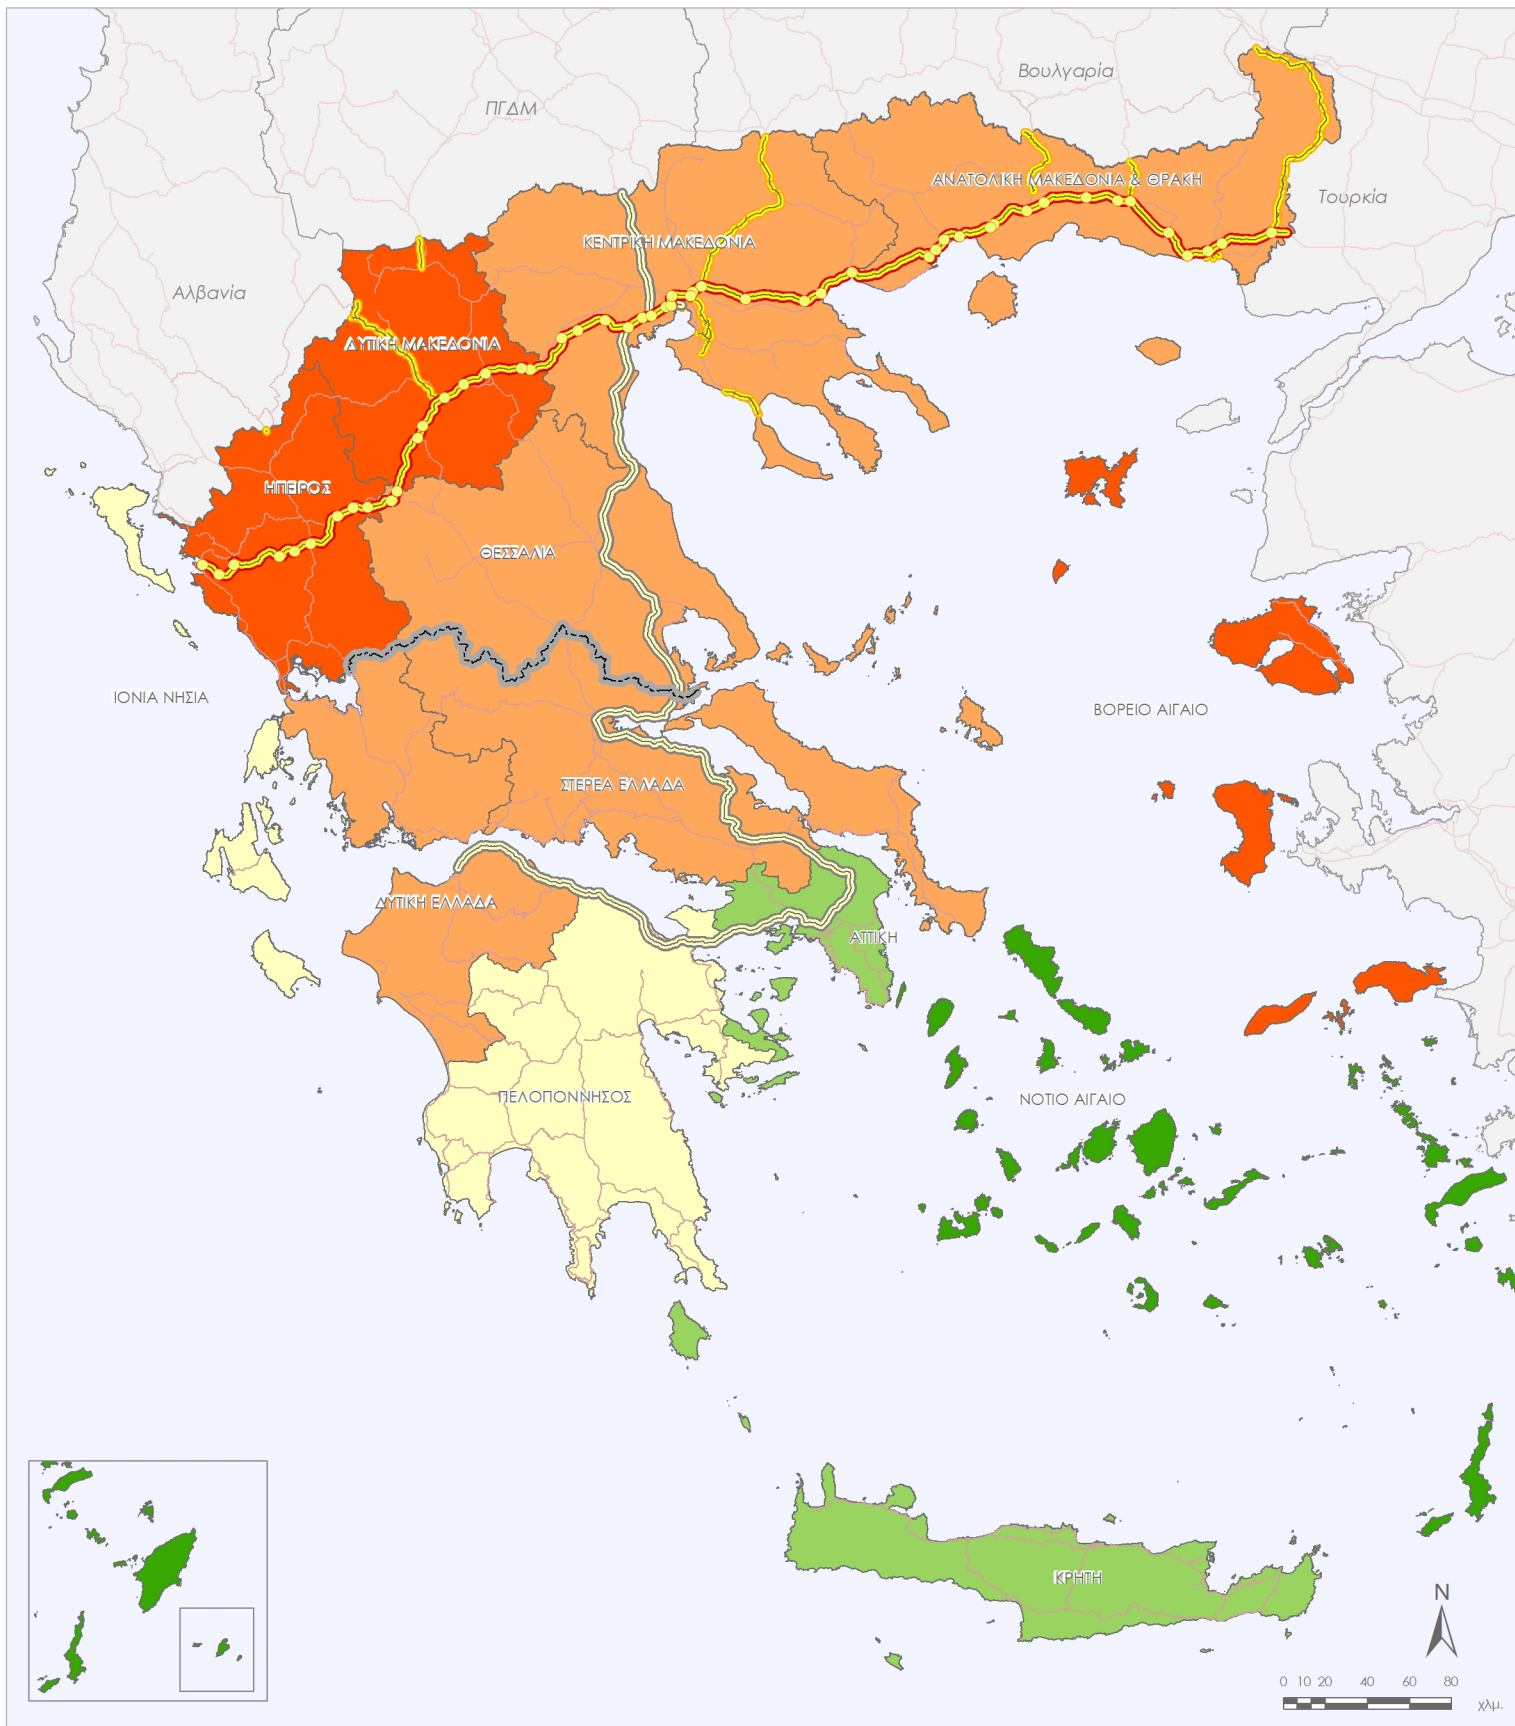 Βουλγαρία
ΠΓΔΜ
ΑΝΑΤΟΛΙΚΗ ΜΑΚΕΔΟΝΙΑ & ΘΡΑΚΗ
Τουρκία
ΚΕΝΤΡΙΚΗ ΜΑΚΕΔΟΝΙΑ
Αλβανία
ΔΥΤΙΚΗ ΜΑΚΕΔΟΝΙΑ
ΗΠΕΙΡΟΣ
ΘΕΣΣΑΛΙΑ
ΙΟΝΙΑ ΝΗΣΙΑ
ΒΟΡΕΙΟ ΑΙΓΑΙΟ
ΣΤΕΡΕΑ ΕΛΛΑΔΑ
ΔΥΤΙΚΗ ΕΛΛΑΔΑ
ΑΤΤΙΚΗ
ΠΕΛΟΠΟΝΝΗΣΟΣ
ΝΟΤΙΟ ΑΙΓΑΙΟ
ΚΡΗΤΗ
N
0 10 20 40 60 80
χλμ.